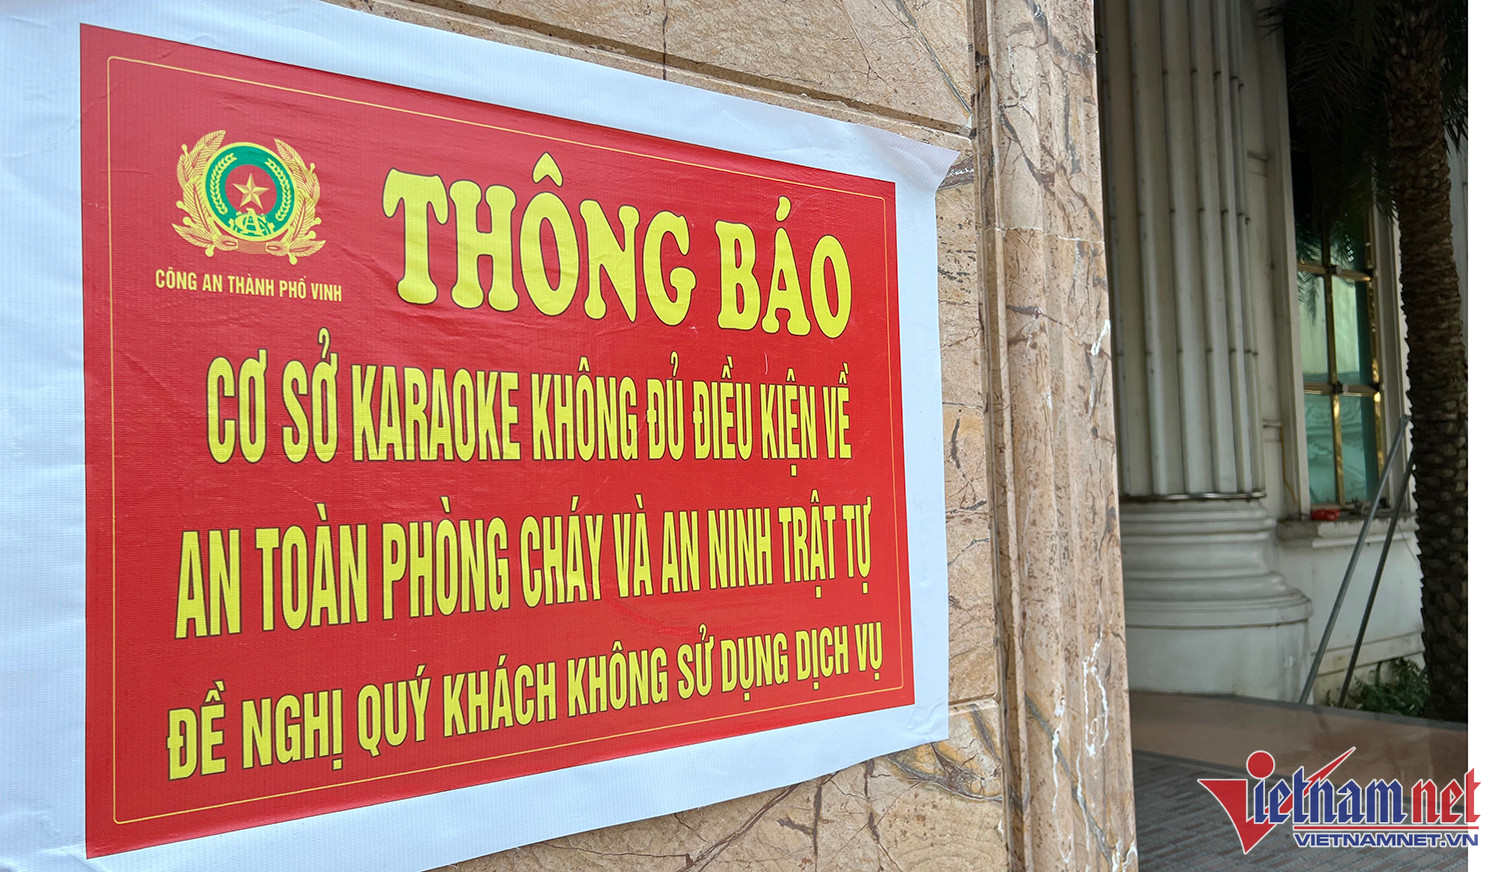 CÔNG AN THÀNH PHỐ VINH
THÔNG BÁO
CƠ SỞ KARAOKE KHÔNG ĐỦ ĐIỀU KIỆN VỀ
AN TOÀN PHÒNG CHÁY VÀ AN NINH TRẬT TỰ
ĐỀ NGHỊ QUÝ KHÁCH KHÔNG SỬ DỤNG DỊCH VỤ
Vietnamnet
VIETNAMNET.VN